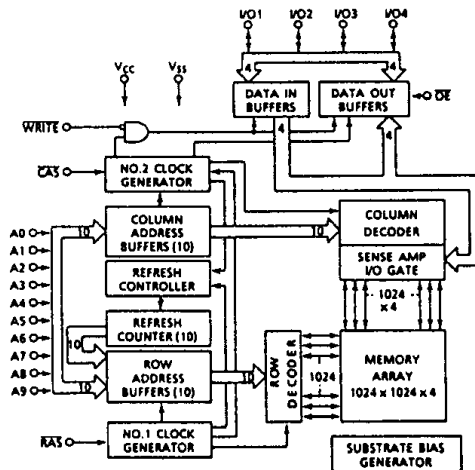 I/O1 I/O2 I/O3 I/O4
VCC VSS
4 4
DATA IN
BUFFERS
DATA OUT
BUFFERS
OE
WRITE
4 4
CAS
NO.2 CLOCK
GENERATOR
A0
A1
A2
A3
A4
A5
A6
A7
A8
A9
10
COLUMN
ADDRESS
BUFFERS (10)
10
COLUMN
DECODER
REFRESH
CONTROLLER
SENSE AMP
I/O GATE
1024
x 4
REFRESH
COUNTER (10)
10
10
ROW
ADDRESS
BUFFERS (10)
10
ROW
DECODER
1024
MEMORY
ARRAY
1024 x 1024 x 4
RAS
NO.1 CLOCK
GENERATOR
SUBSTRATE BIAS
GENERATOR